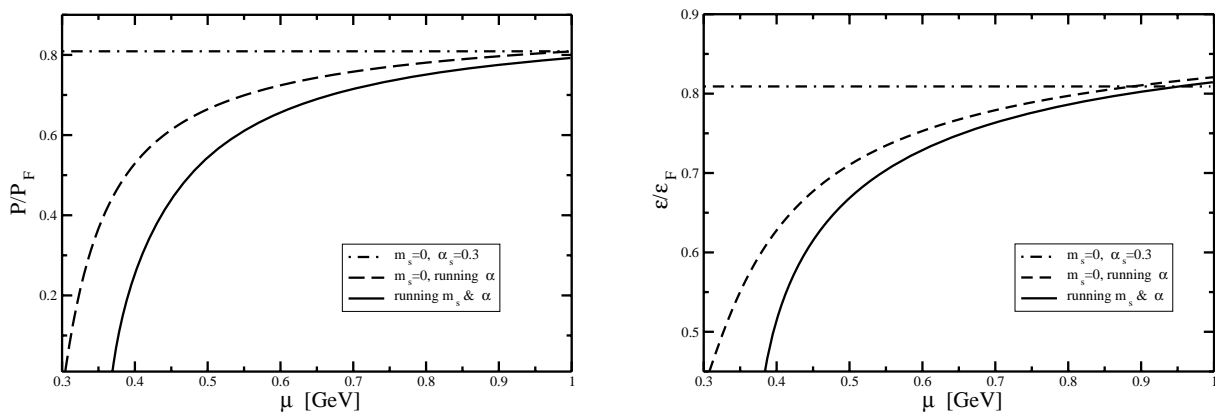 0.8
0.6
0.4
0.2
P/P_F
0.3 0.4 0.5 0.6 0.7 0.8 0.9 1
μ [GeV]
m_s=0, α_s=0.3
m_s=0, running α
running m_s & α
0.9
0.8
0.7
0.6
0.5
ε/ε_F
0.3 0.4 0.5 0.6 0.7 0.8 0.9 1
μ [GeV]
m_s=0, α_s=0.3
m_s=0, running α
running m_s & α